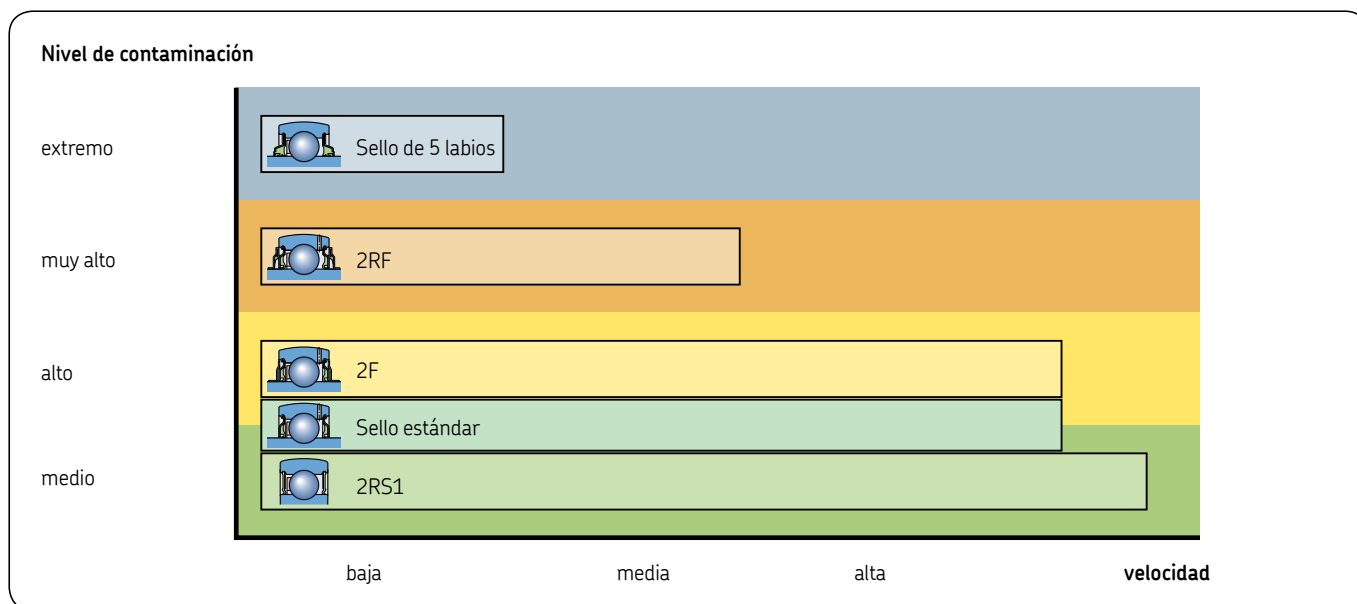 Nivel de contaminación
extremo
Sello de 5 labios
muy alto
2RF
alto
2F
Sello estándar
medio
2RS1
baja media alta velocidad